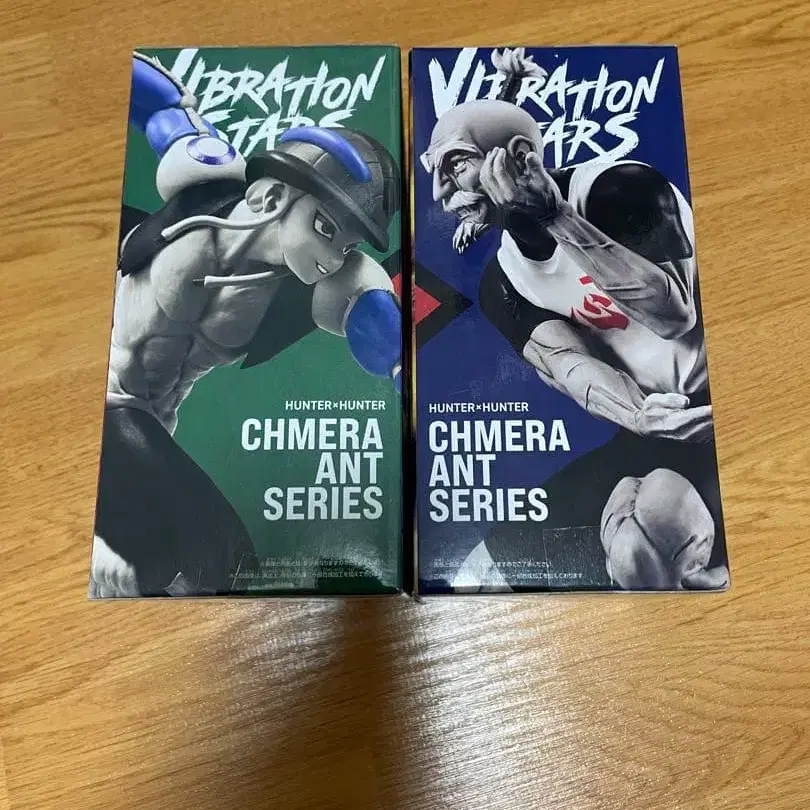 VIBRATION
STARS
HUNTER×HUNTER
CHMERA
ANT
SERIES
VIBRATION
STARS
HUNTER×HUNTER
CHMERA
ANT
SERIES